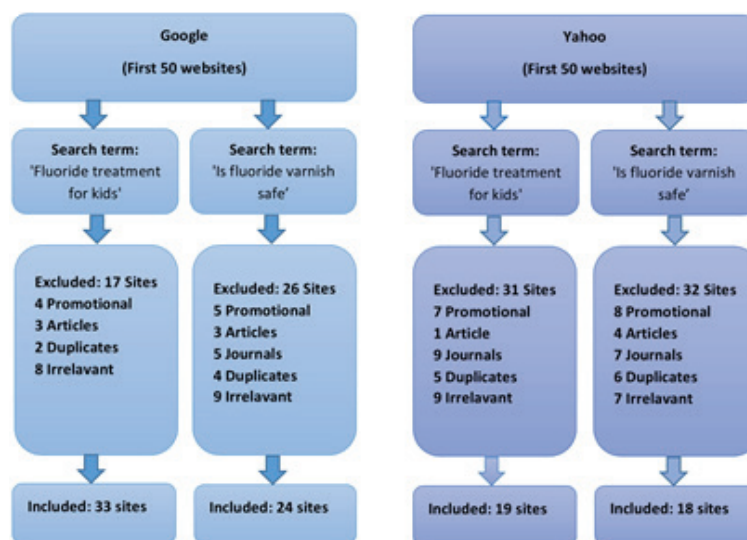 Google
(First 50 websites)
Search term:
'Fluoride treatment
for kids'
Search term:
'Is fluoride varnish
safe’
Excluded: 17 Sites
4 Promotional
3 Articles
2 Duplicates
8 Irrelavant
Excluded: 26 Sites
5 Promotional
3 Articles
5 Journals
4 Duplicates
9 Irrelavant
Included: 33 sites
Included: 24 sites
Yahoo
(First 50 websites)
Search term:
'Fluoride treatment
for kids'
Search term:
'Is fluoride varnish
safe’
Excluded: 31 Sites
7 Promotional
1 Article
9 Journals
5 Duplicates
9 Irrelavant
Excluded: 32 Sites
8 Promotional
4 Articles
7 Journals
6 Duplicates
7 Irrelavant
Included: 19 sites
Included: 18 sites